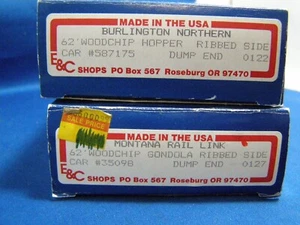 MADE IN THE USA
BURLINGTON NORTHERN
62' WOODCHIP HOPPER RIBBED SIDE
CAR #587175 DUMP END 0122
E&C
SHOPS PO Box 567 Roseburg OR 97470
MADE IN THE USA
SALE PRICE
MONTANA RAIL LINK
62' WOODCHIP GONDOLA RIBBED SIDE
CAR #35098 DUMP END 0127
E&C
SHOPS PO Box 567 Roseburg OR 97470